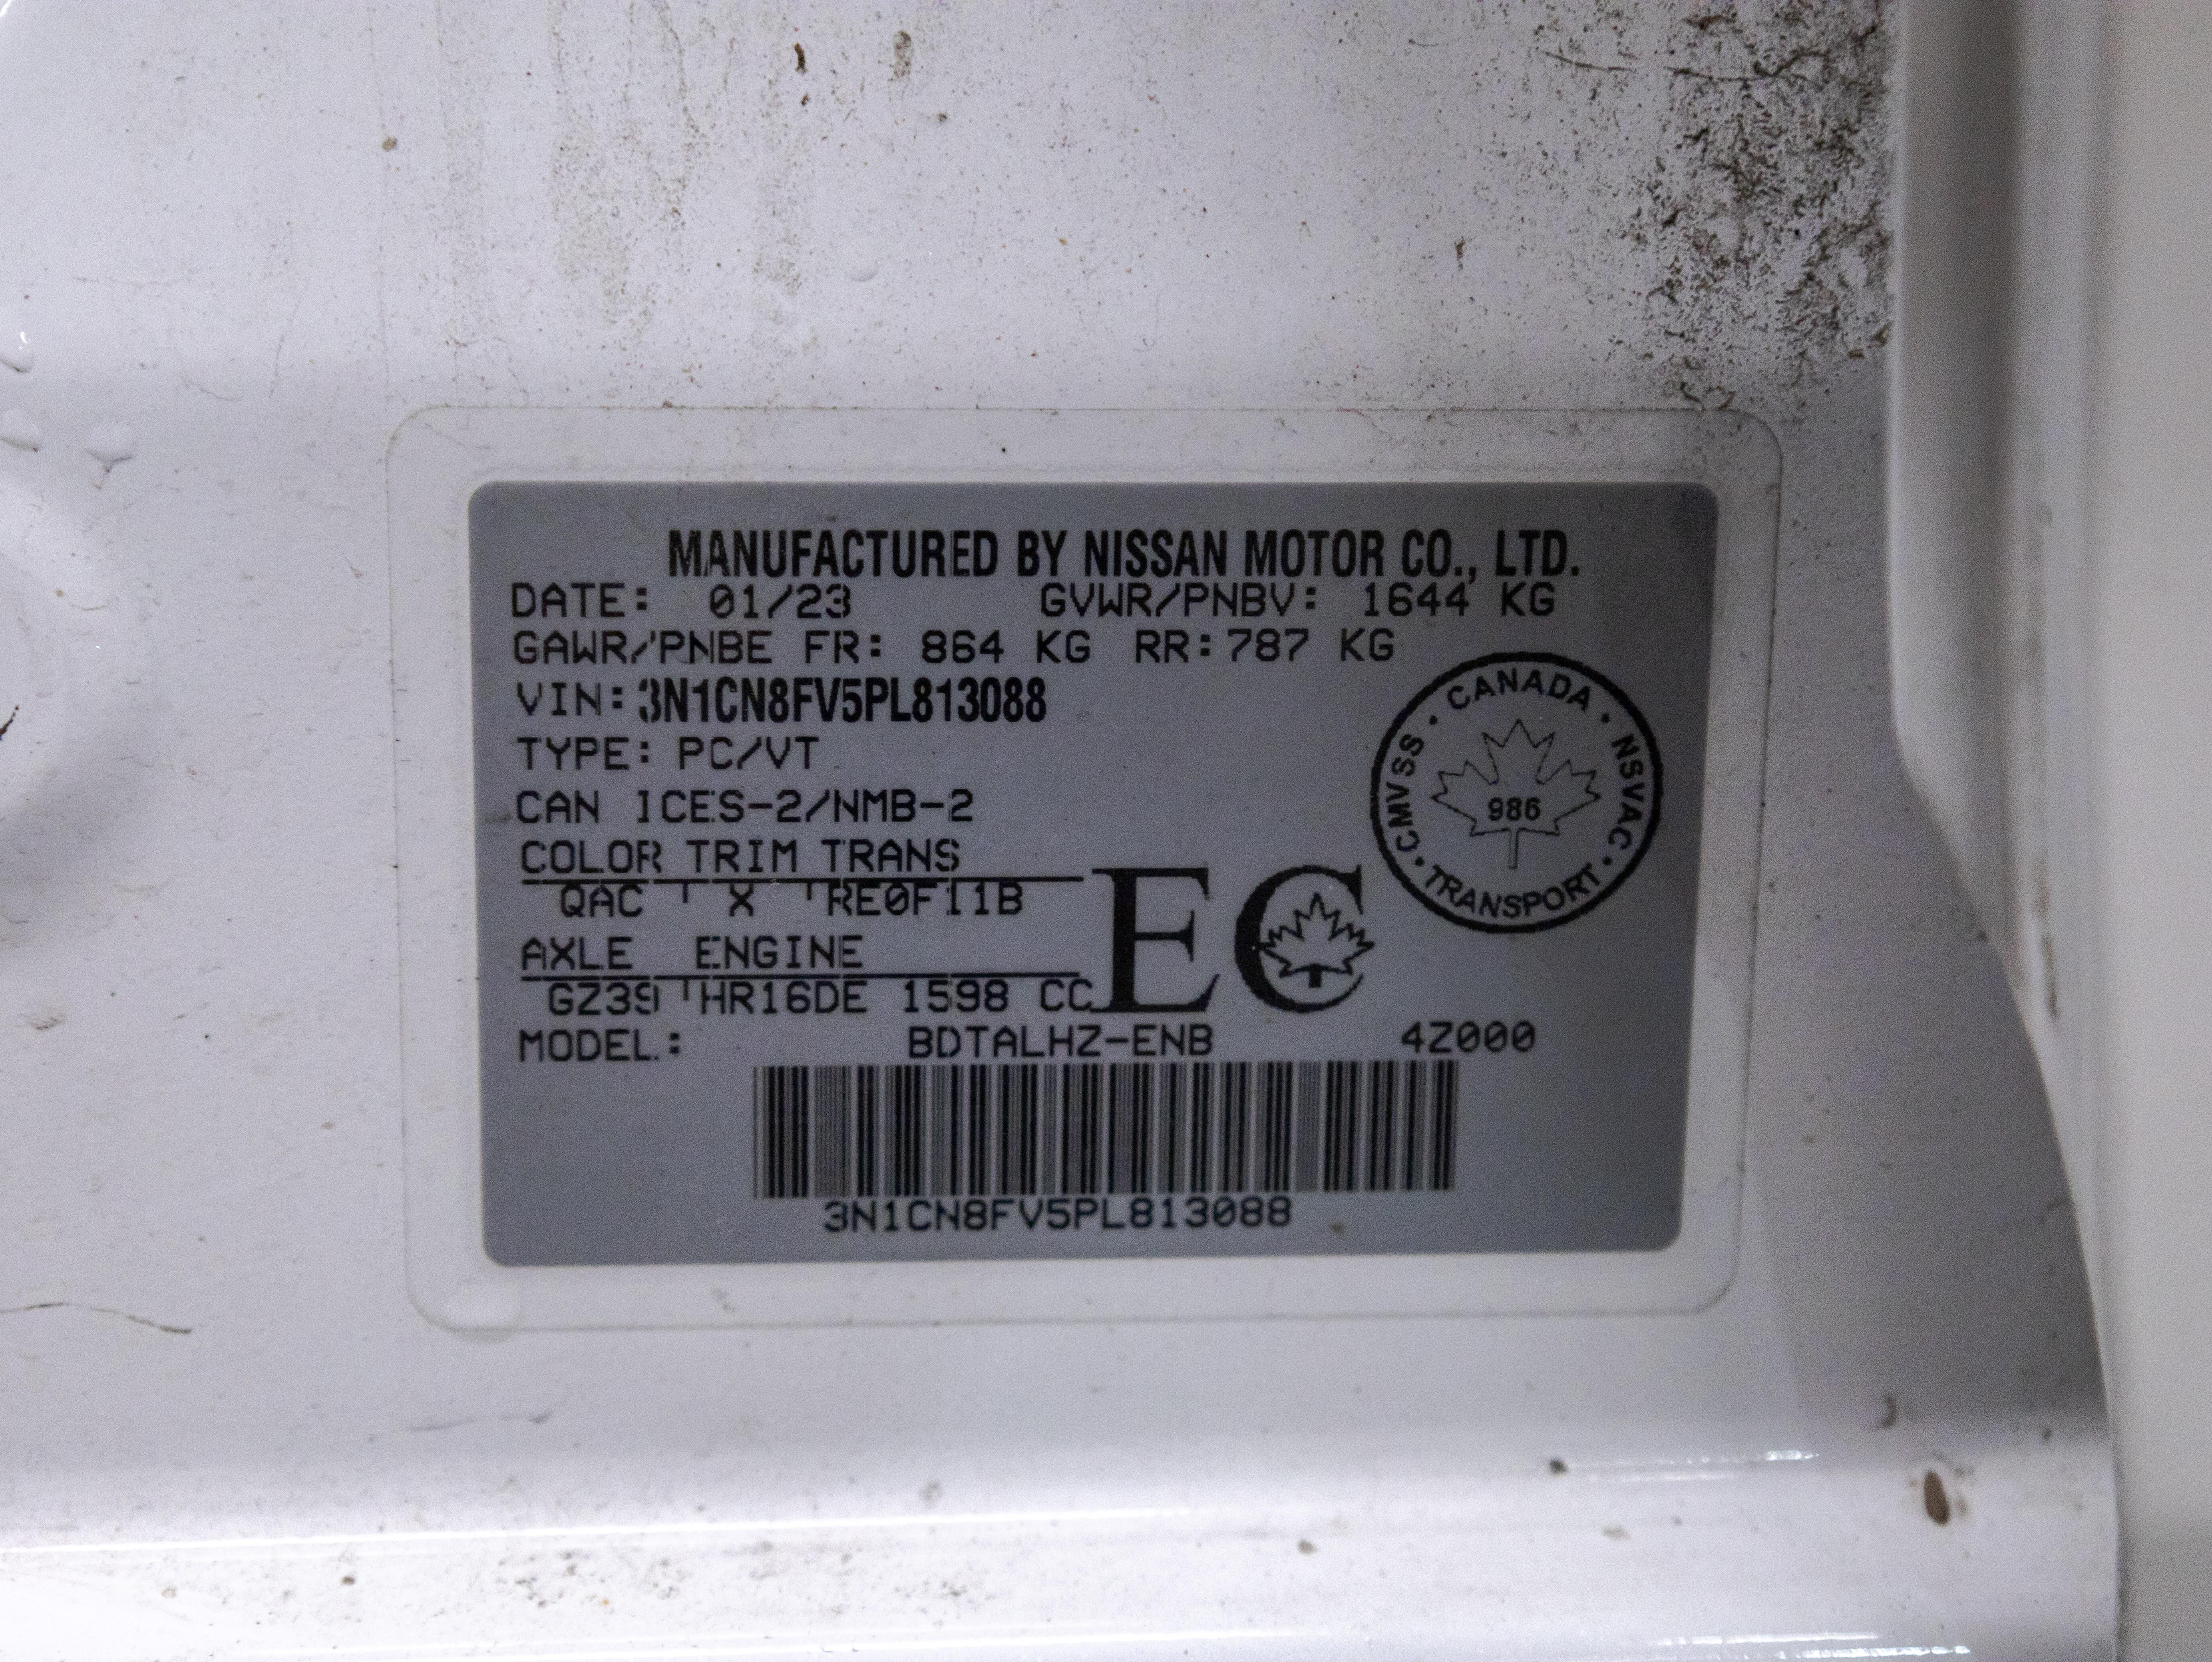 MANUFACTURED BY NISSAN MOTOR CO., LTD.
DATE: 01/23 GVWR/PNBV: 1644 KG
GAWR/PNBE FR: 864 KG RR:787 KG
VIN:3N1CN8FV5PL813088
TYPE: PC/VT
CAN ICES-2/NMB-2
COLOR TRIM TRANS
QAC X RE0F11B
AXLE ENGINE
GZ39 HR16DE 1598 CC
EC
CANADA · NSVAC · TRANSPORT · CMVSS ·
986
MODEL: BDTALHZ-ENB 4Z000
3N1CN8FV5PL813088